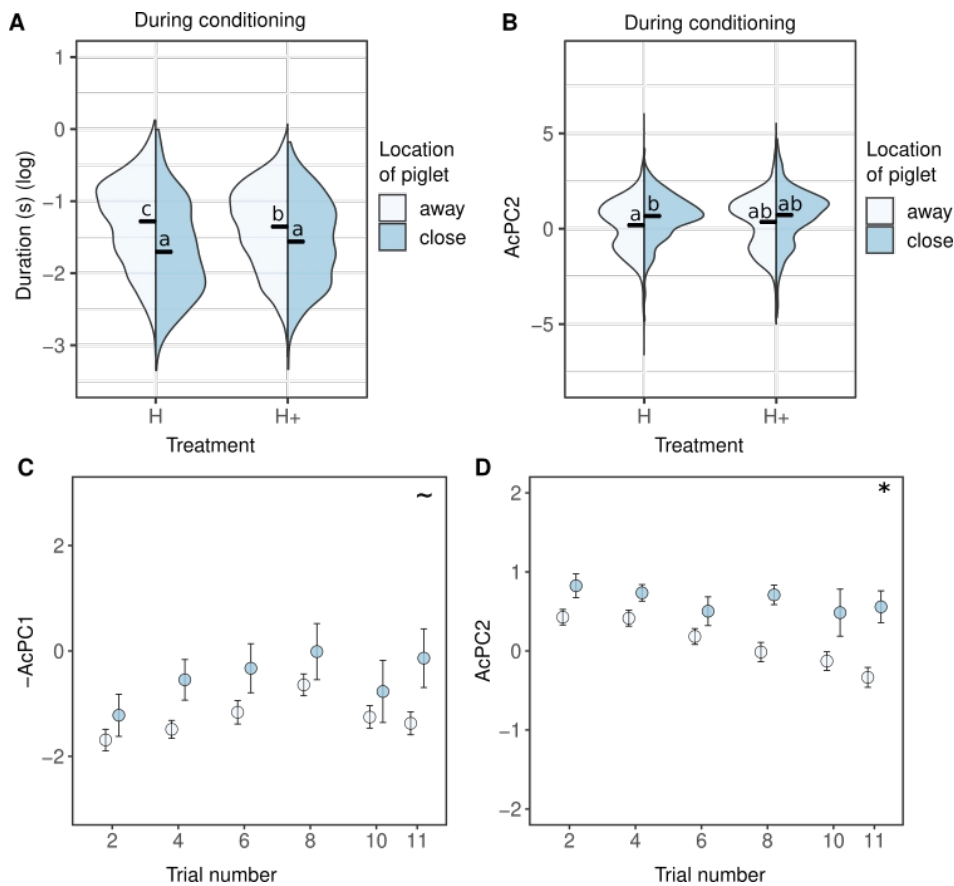 A
During conditioning
Duration (s) (log)
1
0
−1
−2
−3
c
a
b
a
H
H+
Treatment
Location
of piglet
away
close
B
During conditioning
AcPC2
5
0
−5
a
b
ab
ab
H
H+
Treatment
Location
of piglet
away
close
C
~
-AcPC1
2
0
−2
2
4
6
8
10
11
Trial number
D
*
AcPC2
2
1
0
−1
−2
2
4
6
8
10
11
Trial number